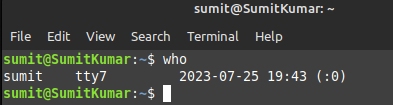 sumit@SumitKumar: ~
File Edit View Search Terminal Help
sumit@SumitKumar:~$ who
sumit    tty7         2023-07-25 19:43 (:0)
sumit@SumitKumar:~$